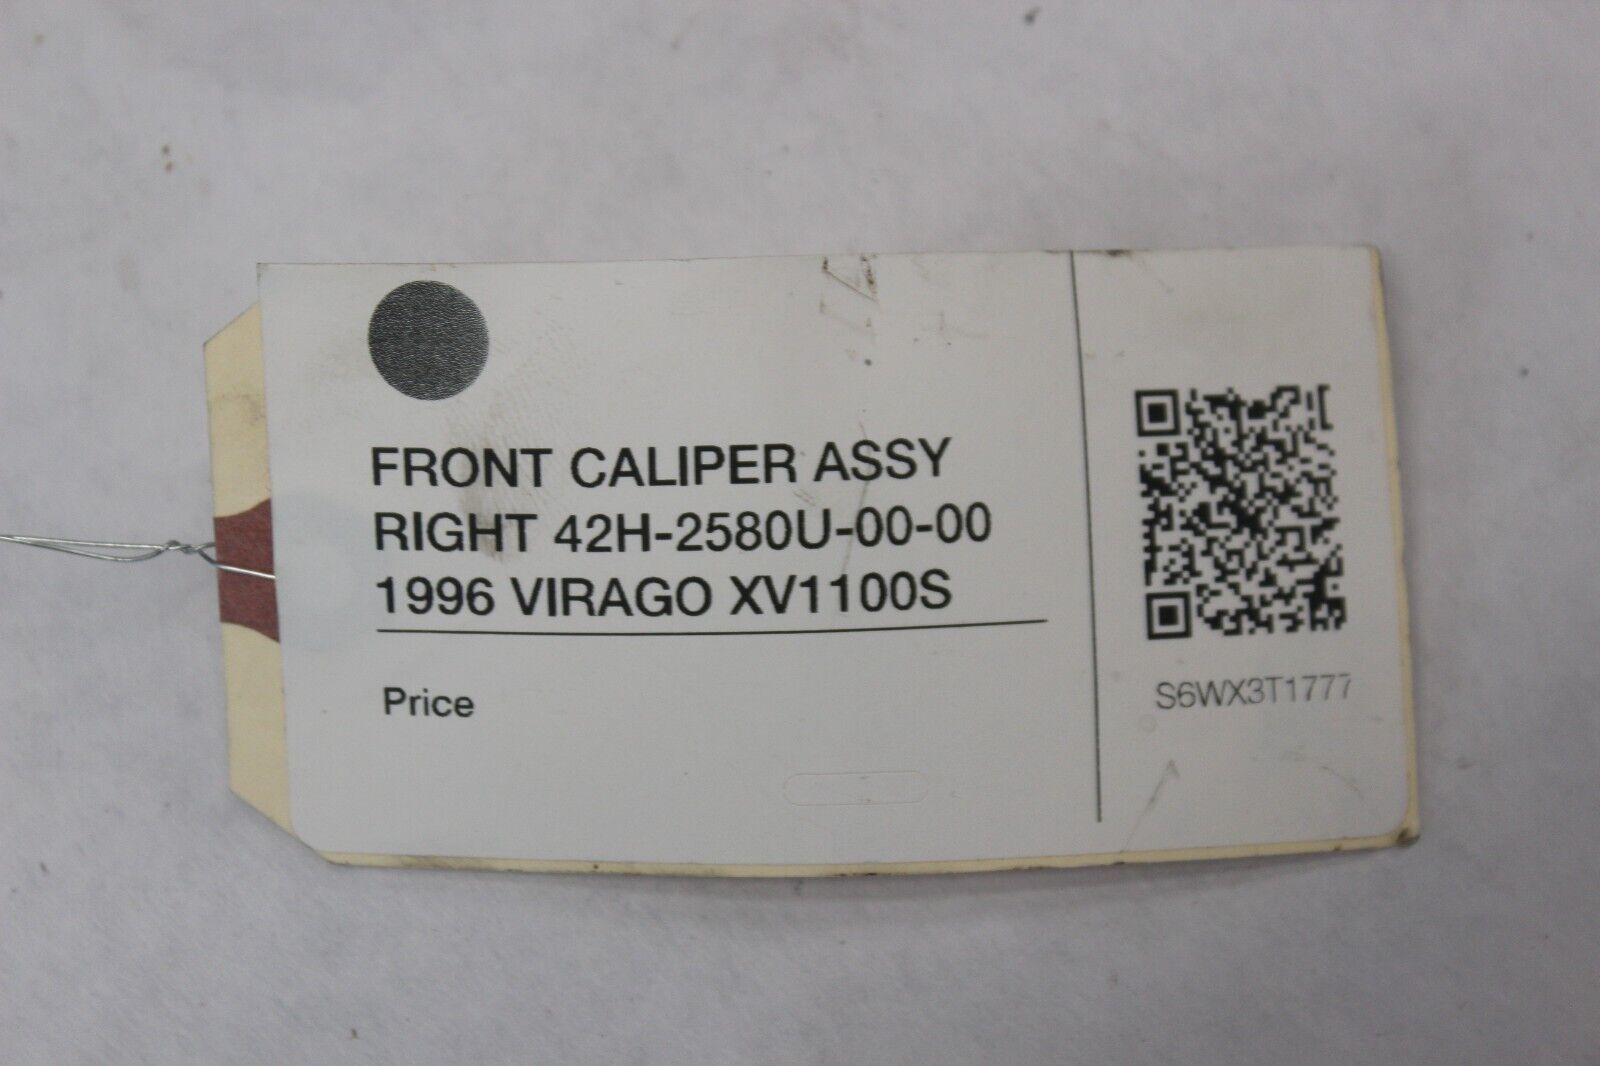 FRONT CALIPER ASSY
RIGHT 42H-2580U-00-00
1996 VIRAGO XV1100S
Price
S6WX3T1777